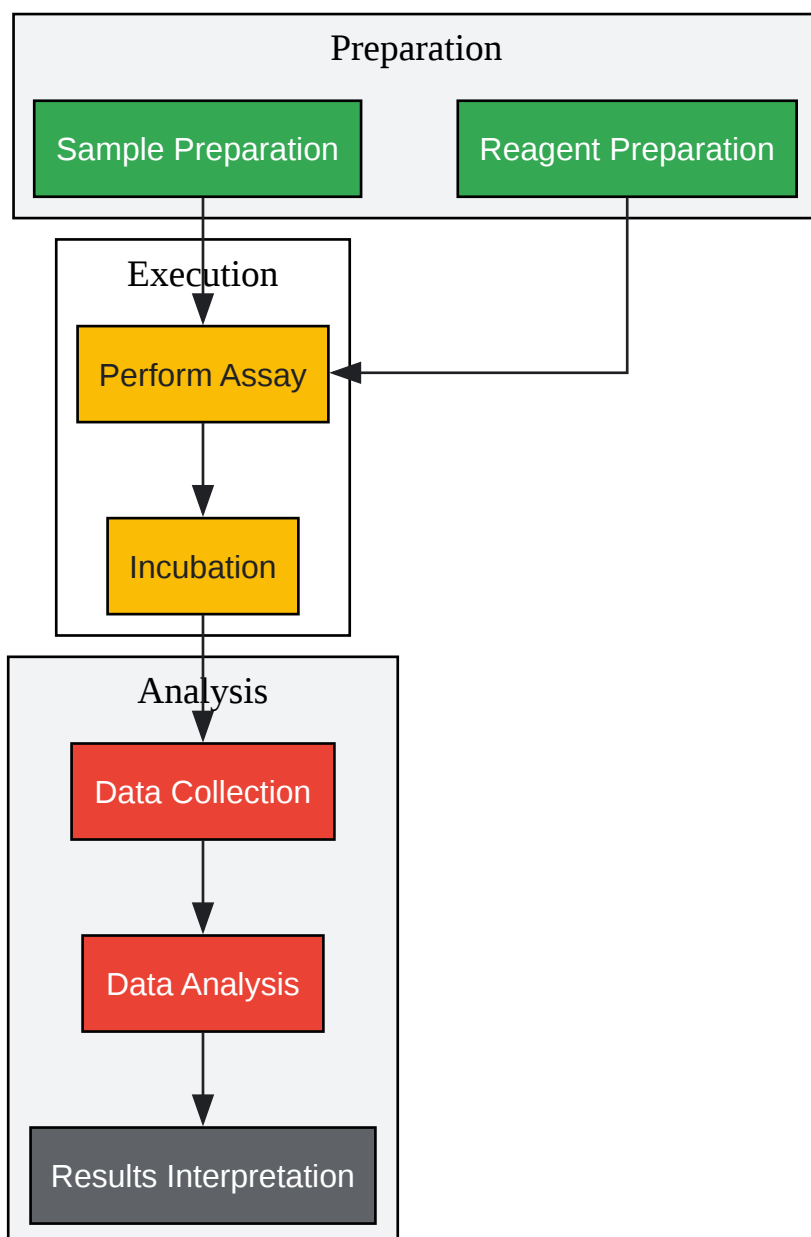 Preparation
Sample Preparation
Reagent Preparation
Execution
Perform Assay
Incubation
Analysis
Data Collection
Data Analysis
Results Interpretation